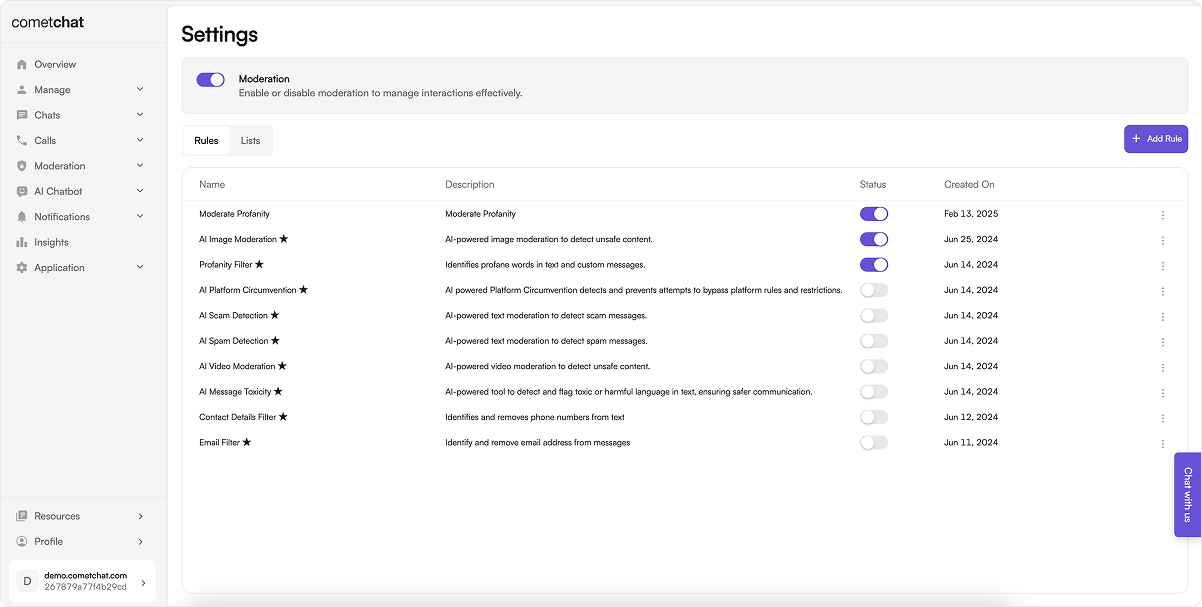 cometchat
Overview
Manage
Chats
Calls
Moderation
AI Chatbot
Notifications
Insights
Application
Resources
Profile
D
demo.cometchat.com
267879a77f4b29cd
Settings
Moderation
Enable or disable moderation to manage interactions effectively.
Rules Lists
+ Add Rule
Name Description Status Created On
Moderate Profanity Moderate Profanity Feb 13, 2025
AI Image Moderation ★ AI-powered image moderation to detect unsafe content. Jun 25, 2024
Profanity Filter ★ Identifies profane words in text and custom messages. Jun 14, 2024
AI Platform Circumvention ★ AI powered Platform Circumvention detects and prevents attempts to bypass platform rules and restrictions. Jun 14, 2024
AI Scam Detection ★ AI-powered text moderation to detect scam messages. Jun 14, 2024
AI Spam Detection ★ AI-powered text moderation to detect spam messages. Jun 14, 2024
AI Video Moderation ★ AI-powered video moderation to detect unsafe content. Jun 14, 2024
AI Message Toxicity ★ AI-powered tool to detect and flag toxic or harmful language in text, ensuring safer communication. Jun 14, 2024
Contact Details Filter ★ Identifies and removes phone numbers from text Jun 12, 2024
Email Filter ★ Identify and remove email address from messages Jun 11, 2024
Chat with us